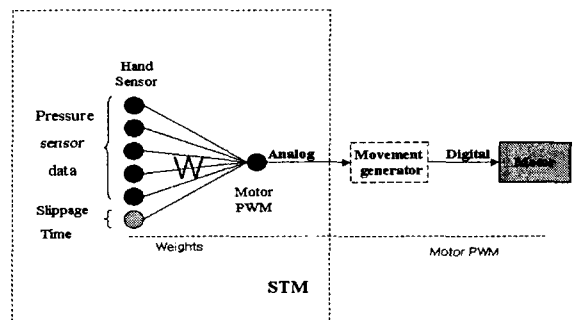 Hand
Sensor
Pressure
sensor
data
Slippage
Time
W
Motor
PWM
Analog
Movement
generator
Digital
Motor
Weights
Motor PWM
STM